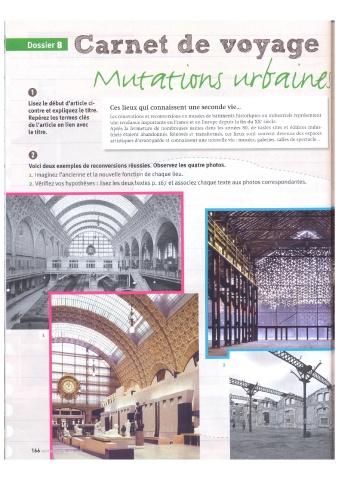 Dossier 8
Carnet de voyage
Mutations urbaines
1
Lisez le début d'article ci-
contre et expliquez le titre.
Repérez les termes clés
de l'article en lien avec
le titre.
Ces lieux qui connaissent une seconde vie...
Les rénovations et reconversions en musées de bâtiments historiques ou industriels représentent
une tendance importante en France et en Europe depuis la fin du XXe siècle.
Après la fermeture de nombreuses usines dans les années 80, de vastes sites et édifices indus-
triels étaient abandonnés. Rénovés et transformés, ces lieux sont souvent devenus des espaces
artistiques d'avant-garde et connaissent une nouvelle vie : musées, galeries, salles de spectacle...
2
Voici deux exemples de reconversions réussies. Observez les quatre photos.
1. Imaginez l'ancienne et la nouvelle fonction de chaque lieu.
2. Vérifiez vos hypothèses : lisez les deux textes p. 167 et associez chaque texte aux photos correspondantes.
1
2
166